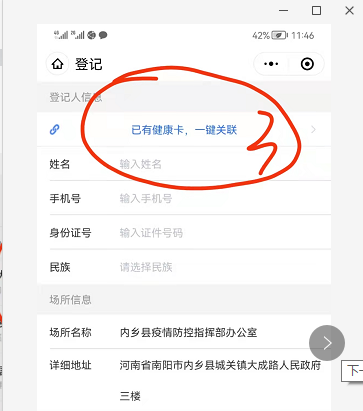 42% 11:46
登记
登记人信息
已有健康卡，一键关联
姓名 输入姓名
手机号 输入手机号
身份证号 输入证件号码
民族 请选择民族
场所信息
场所名称 内乡县疫情防控指挥部办公室
详细地址 河南省南阳市内乡县城关镇大成路人民政府
三楼
下一